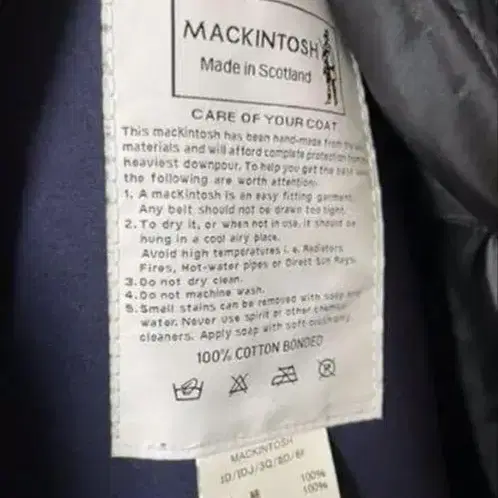 MACKINTOSH
Made in Scotland
CARE OF YOUR COAT
This mackintosh has been hand-made from the
materials and will afford complete protection from
heaviest downpour. To help you get the best
the following are worth attention:
1. A mackintosh is an easy fitting garment.
Any belt should not be drawn too tight.
2. To dry it, or when not in use, it should be
hung in a cool airy place.
Avoid high temperatures i.e. Radiators
Fires, Hot-water pipes or Direct Sun Rays.
3. Do not dry clean.
4. Do not machine wash.
5. Small stains can be removed with soap and
water. Never use spirit or other chemical
cleaners. Apply soap with soft
100% COTTON BONDED
MACKINTOSH
M 100%
100%